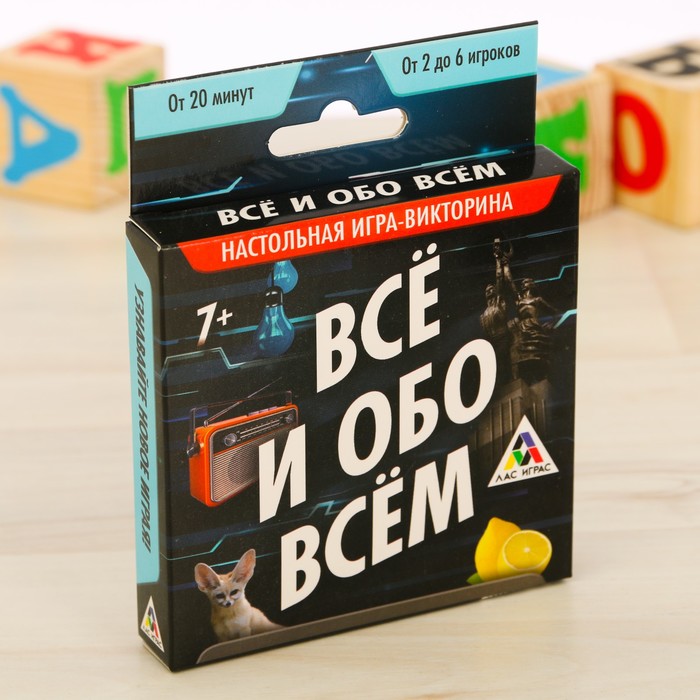 От 20 минут
От 2 до 6 игроков
ВСЁ И ОБО ВСЁМ
НАСТОЛЬНАЯ ИГРА-ВИКТОРИНА
7+
ВСЁ
И ОБО
ВСЁМ
ЛАС ИГРАС
УЗНАВАЙТЕ НОВОЕ ИГРАЯ!